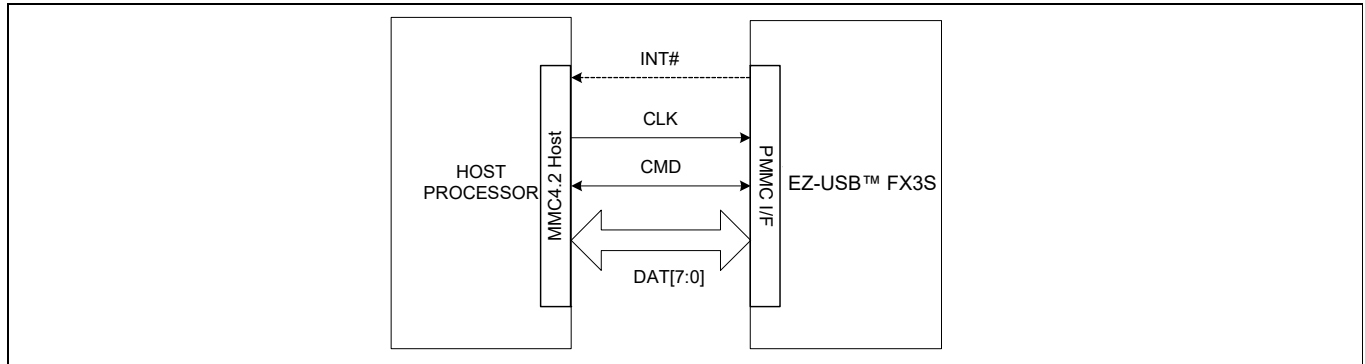 INT#
CLK
CMD
HOST
PROCESSOR
MMC4.2 Host
PMMC I/F
EZ-USB™ FX3S
DAT[7:0]